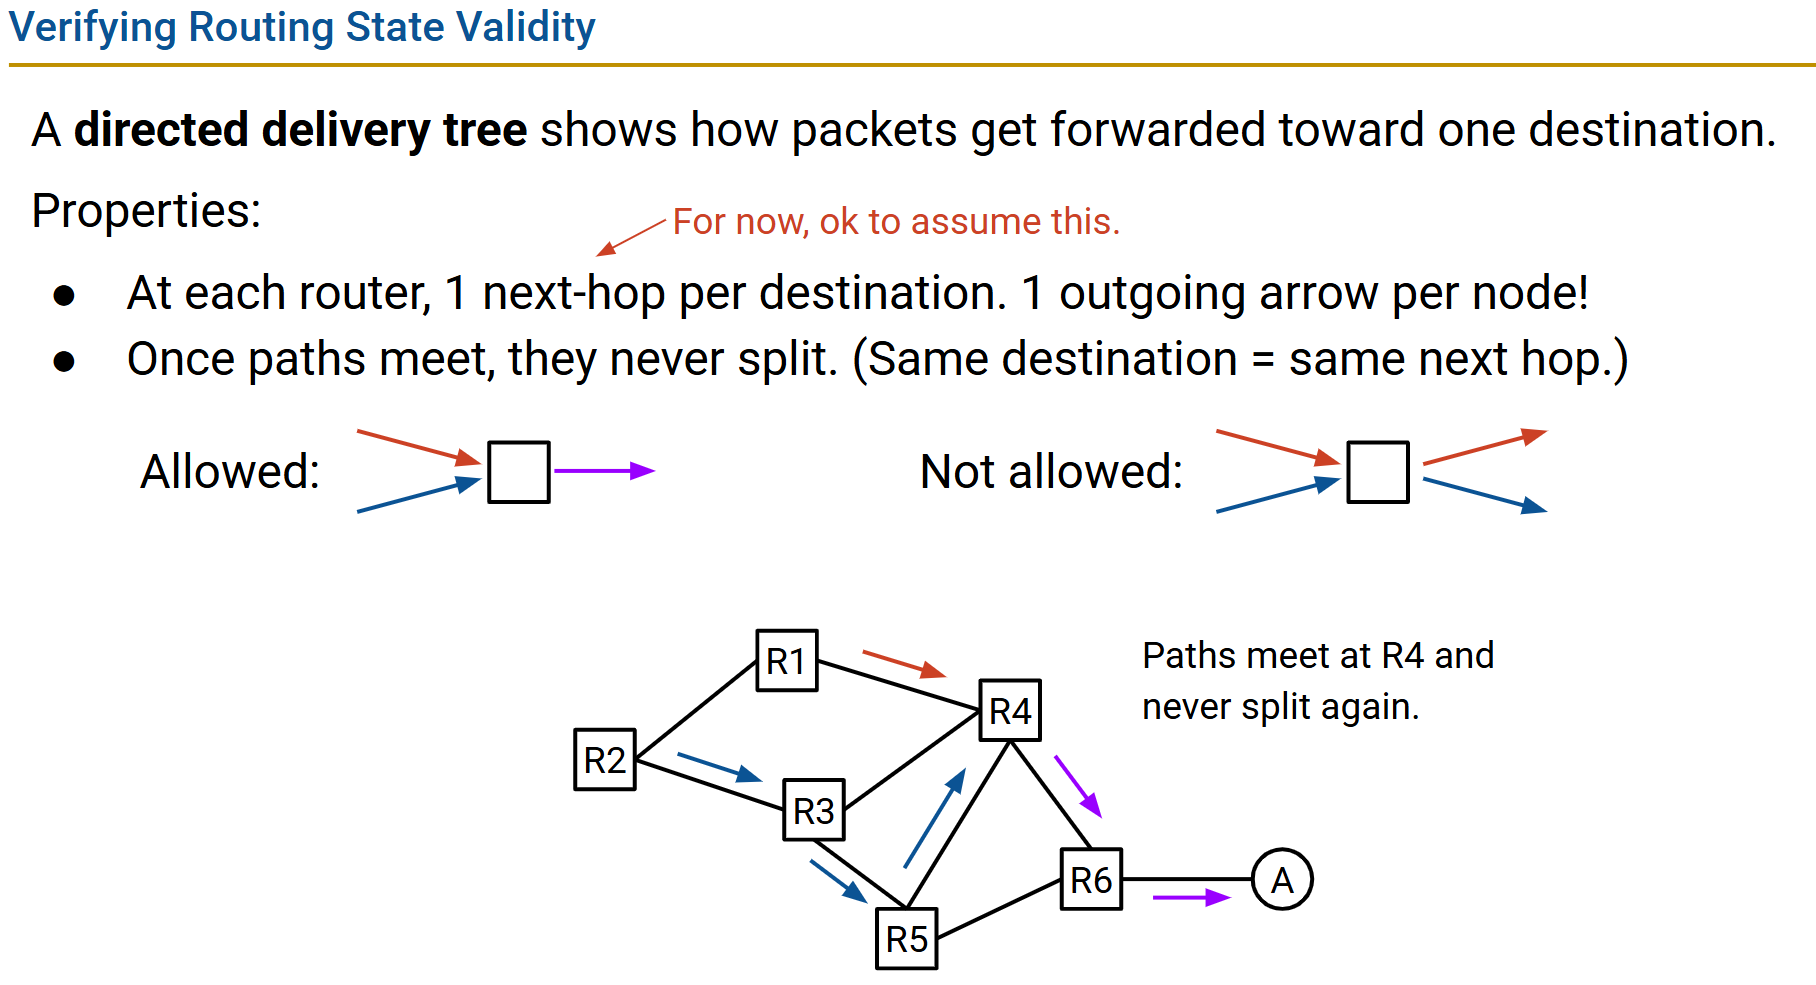 Verifying Routing State Validity
A directed delivery tree shows how packets get forwarded toward one destination.
Properties:
For now, ok to assume this.
● At each router, 1 next-hop per destination. 1 outgoing arrow per node!
● Once paths meet, they never split. (Same destination = same next hop.)
Allowed:
Not allowed:
R1
Paths meet at R4 and
never split again.
R4
R2
R3
R6
A
R5